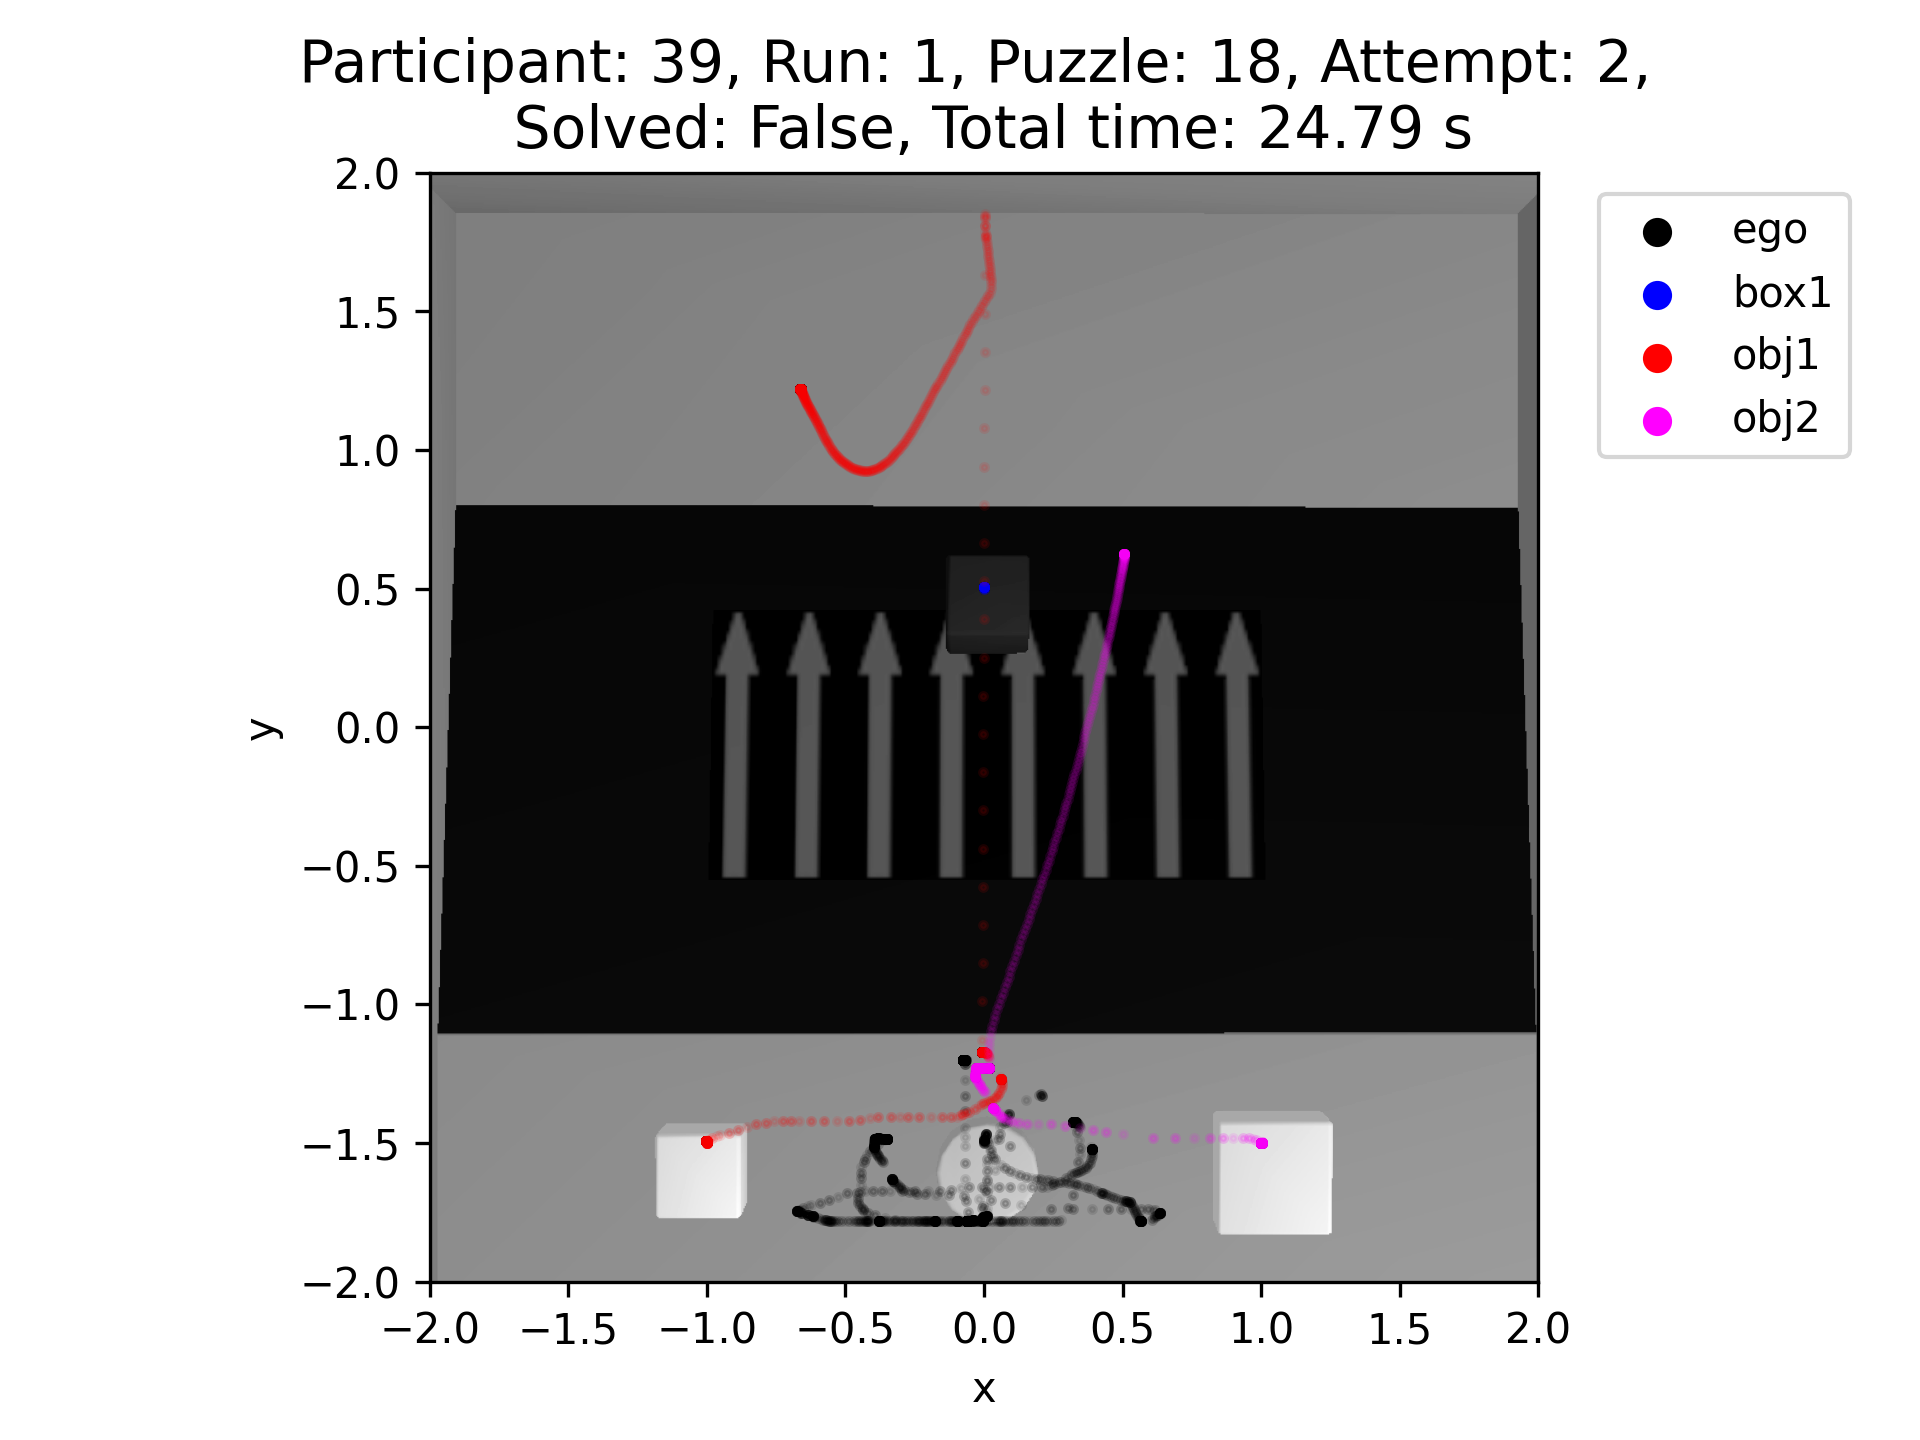 Participant: 39, Run: 1, Puzzle: 18, Attempt: 2,
Solved: False, Total time: 24.79 s
ego
box1
obj1
obj2
2.0
1.5
1.0
0.5
0.0
−0.5
−1.0
−1.5
−2.0
y
−2.0 −1.5 −1.0 −0.5 0.0 0.5 1.0 1.5 2.0
x